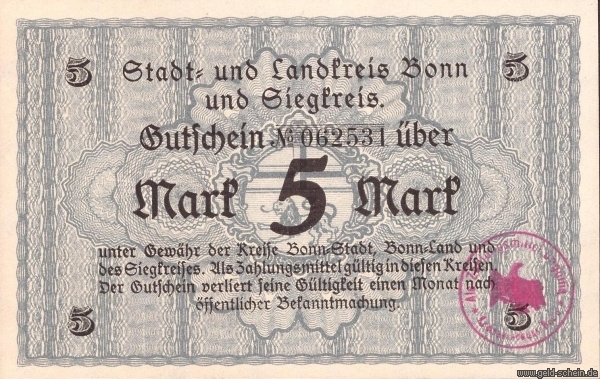 5 Stadt- und Landkreis Bonn 5
und Siegkreis.
Gutschein № 062531 über
Mark 5 Mark
unter Gewähr der Kreise Bonn-Stadt, Bonn-Land und
des Siegkreises. Als Zahlungsmittel gültig in diesen Kreisen.
Der Gutschein verliert seine Gültigkeit einen Monat nach
öffentlicher Bekanntmachung.
5 5
www.geld-schein.de